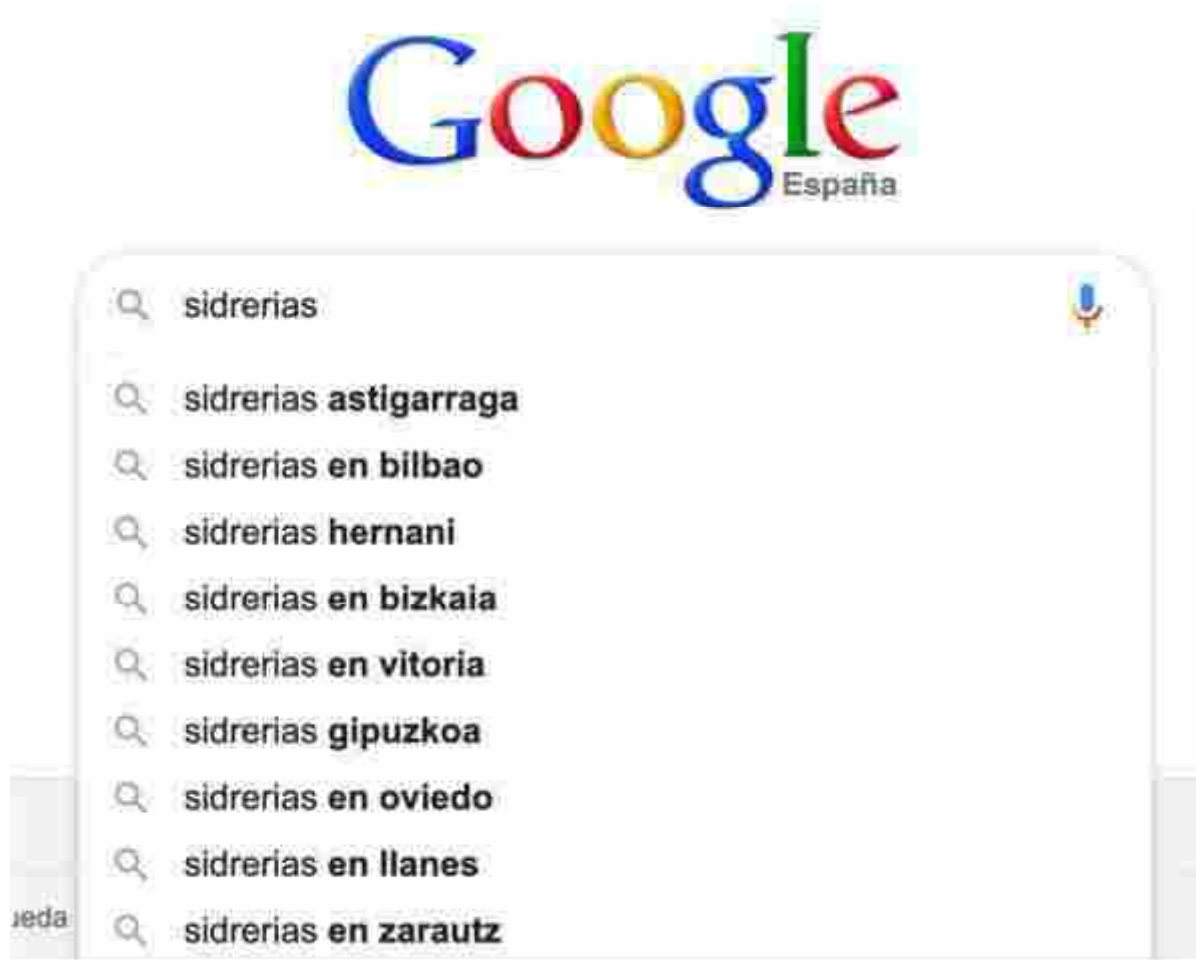 Google
España
sidrerias
sidrerias astigarraga
sidrerias en bilbao
sidrerias hernani
sidrerias en bizkaia
sidrerias en vitoria
sidrerias gipuzkoa
sidrerias en oviedo
sidrerias en llanes
ueda
sidrerias en zarautz